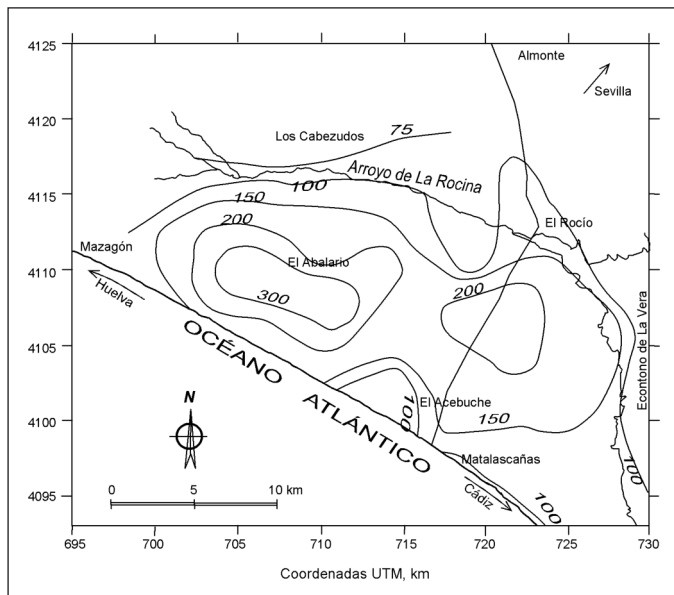 4125
Almonte
Sevilla
4120
75
Los Cabezudos
Arroyo de La Rocina
100
4115
150
200
El Rocío
Mazagón
4110
El Abalario
Huelva
300
200
OCÉANO ATLÁNTICO
4105
Econtono de La Vera
El Acebuche
100
150
4100
N
Matalascañas
100
Cádiz
100
4095
0 5 10 km
695 700 705 710 715 720 725 730
Coordenadas UTM, km